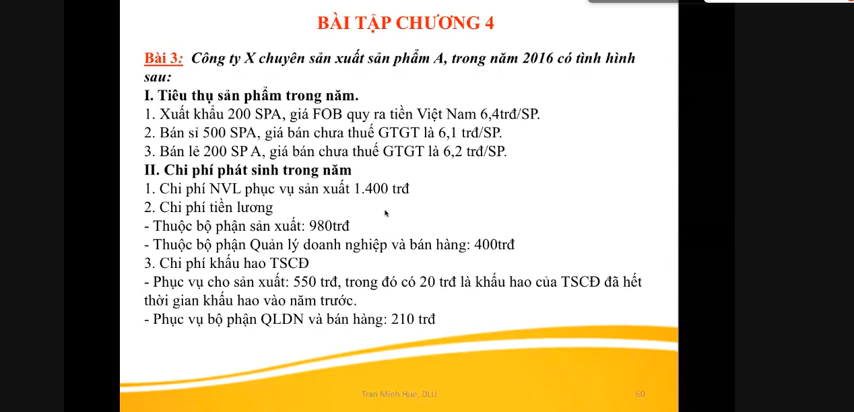 BÀI TẬP CHƯƠNG 4
Bài 3: Công ty X chuyên sản xuất sản phẩm A, trong năm 2016 có tình hình
sau:
I. Tiêu thụ sản phẩm trong năm.
1. Xuất khẩu 200 SPA, giá FOB quy ra tiền Việt Nam 6,4trđ/SP.
2. Bán sỉ 500 SPA, giá bán chưa thuế GTGT là 6,1 trđ/SP.
3. Bán lẻ 200 SP A, giá bán chưa thuế GTGT là 6,2 trđ/SP.
II. Chi phí phát sinh trong năm
1. Chi phí NVL phục vụ sản xuất 1.400 trđ
2. Chi phí tiền lương
- Thuộc bộ phận sản xuất: 980trđ
- Thuộc bộ phận Quản lý doanh nghiệp và bán hàng: 400trđ
3. Chi phí khấu hao TSCĐ
- Phục vụ cho sản xuất: 550 trđ, trong đó có 20 trđ là khấu hao của TSCĐ đã hết
thời gian khấu hao vào năm trước.
- Phục vụ bộ phận QLDN và bán hàng: 210 trđ
Tran Minh Hue, DLU
60